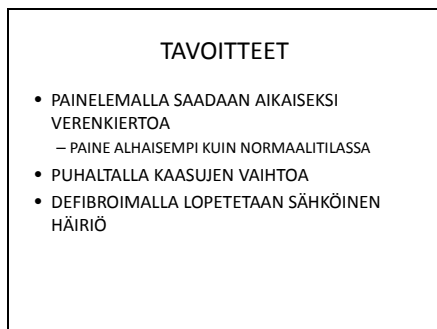 TAVOITTEET
• PAINELEMALLA SAADAAN AIKAISEKSI
VERENKIERTOA
– PAINE ALHAISEMPI KUIN NORMAALITILASSA
• PUHALTALLA KAASUJEN VAIHTOA
• DEFIBROIMALLA LOPETETAAN SÄHKÖINEN
HÄIRIÖ